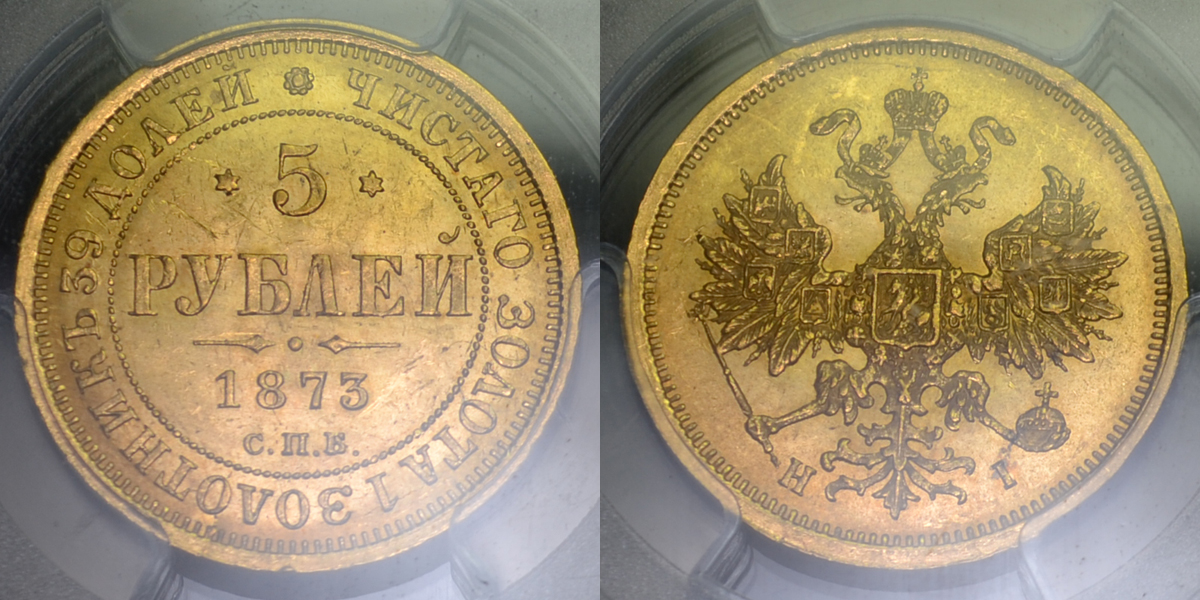 ЧИСТАГО ЗОЛОТА 1 ЗОЛОТНИКЪ 39 ДОЛЕЙ
5
РУБЛЕЙ
1873
С.П.Б.
Н I